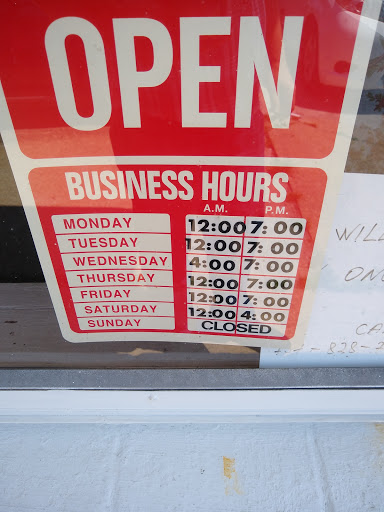 OPEN
BUSINESS HOURS
A.M. P.M.
MONDAY 12:00 7:00
TUESDAY 12:00 7:00
WEDNESDAY 4:00 7:00
THURSDAY 12:00 7:00
FRIDAY 12:00 7:00
SATURDAY 12:00 4:00
SUNDAY CLOSED
WILL